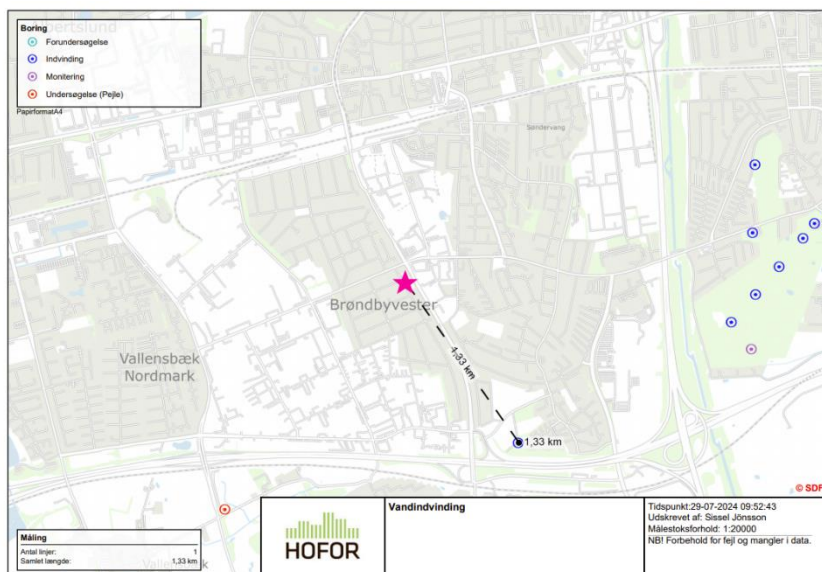 Boring
Forundersøgelse
Indvinding
Monitering
Undersøgelse (Pejle)
PapirformatA4
Søndervang
Brøndbyvester
Vallensbæk
Nordmark
1,33 km
1,33 km
© SDF
Måling
Antal linjer: 1
Samlet længde: 1,33 km
HOFOR
Vandindvinding
Tidspunkt:29-07-2024 09:52:43
Udskrevet af: Sissel Jönsson
Målestoksforhold: 1:20000
NB! Forbehold for fejl og mangler i data.